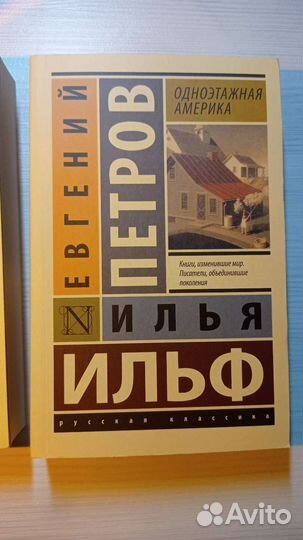 ЕВГЕНИЙ
ПЕТРОВ
ОДНОЭТАЖНАЯ
АМЕРИКА
Книги, изменившие мир.
Писатели, объединившие
поколения
N
ИЛЬЯ
ИЛЬФ
русская классика
Avito